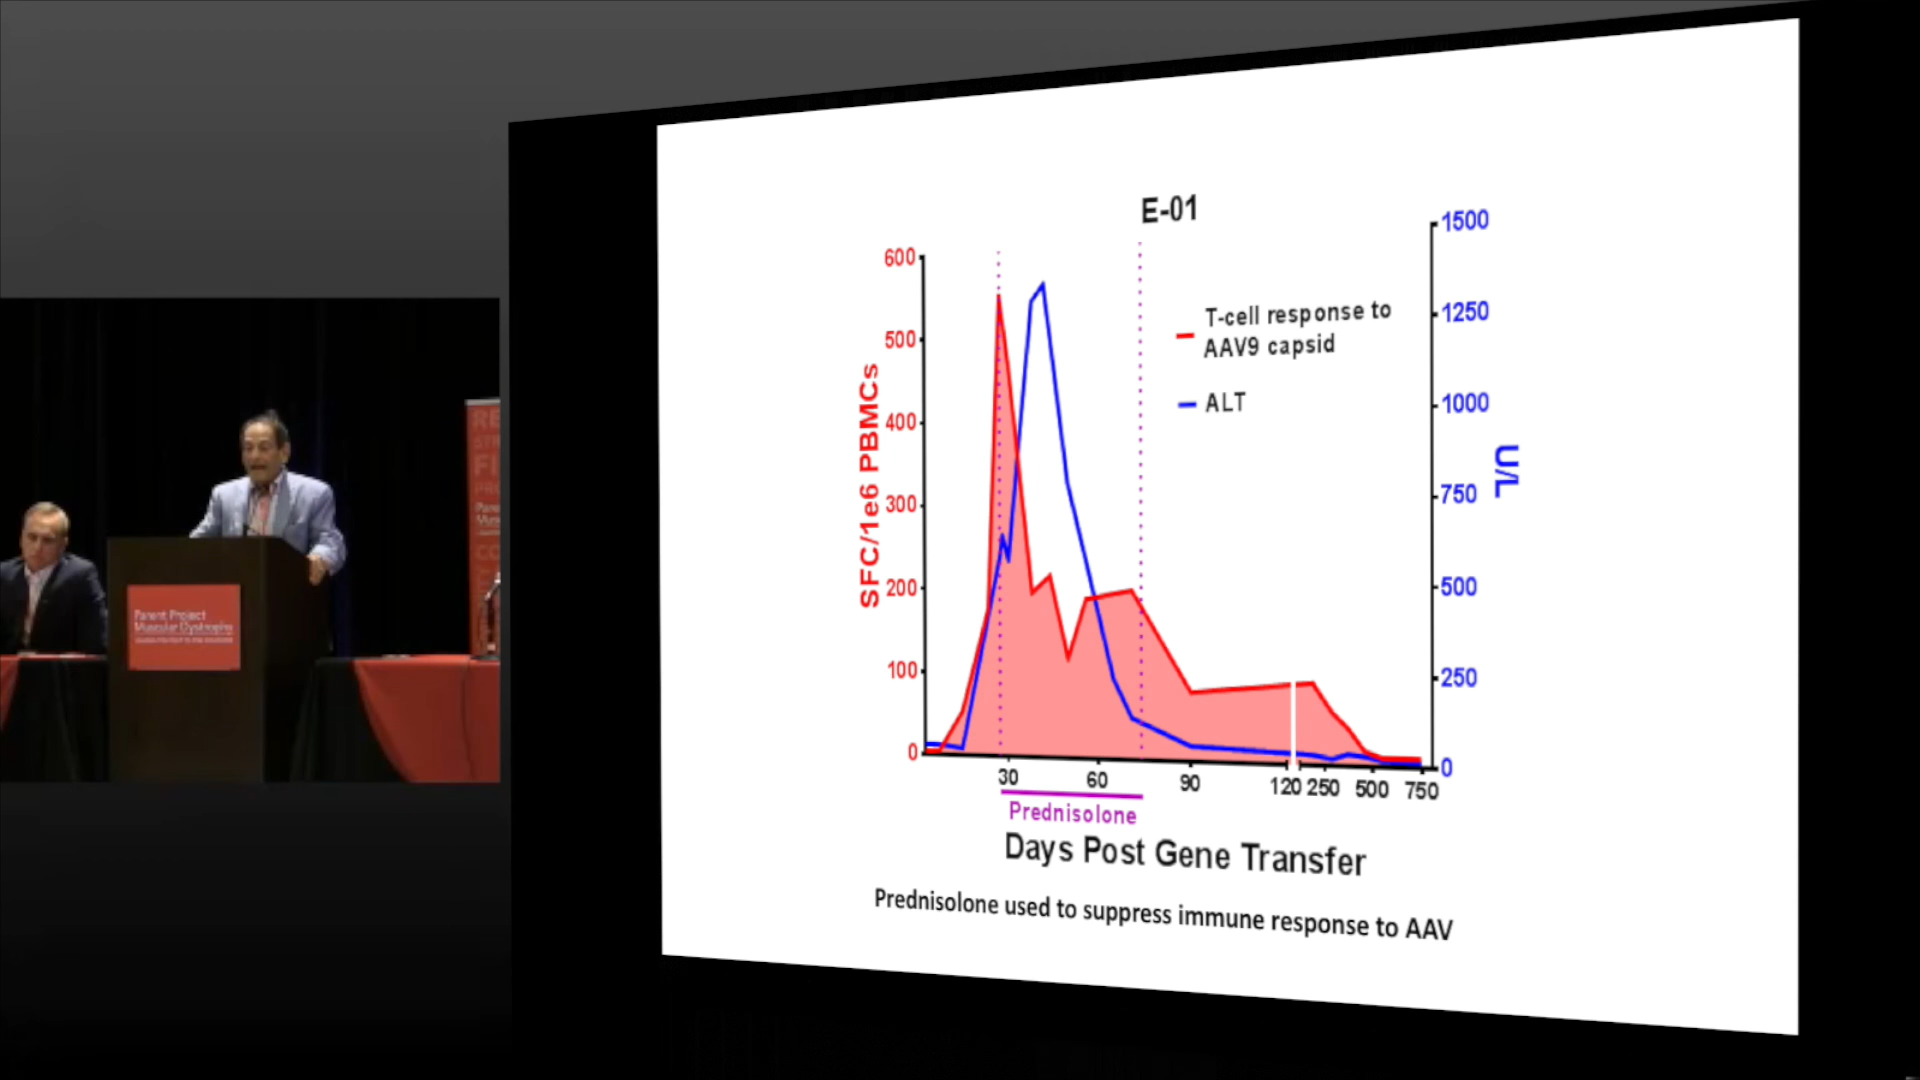 E-01
600
500
400
300
200
100
0
SFC/1e6 PBMCs
T-cell response to
AAV9 capsid
ALT
1500
1250
1000
750
500
250
0
U/L
30 60 90 120 250 500 750
Prednisolone
Days Post Gene Transfer
Prednisolone used to suppress immune response to AAV
Parent Project
Muscular Dystrophy
RE
FI